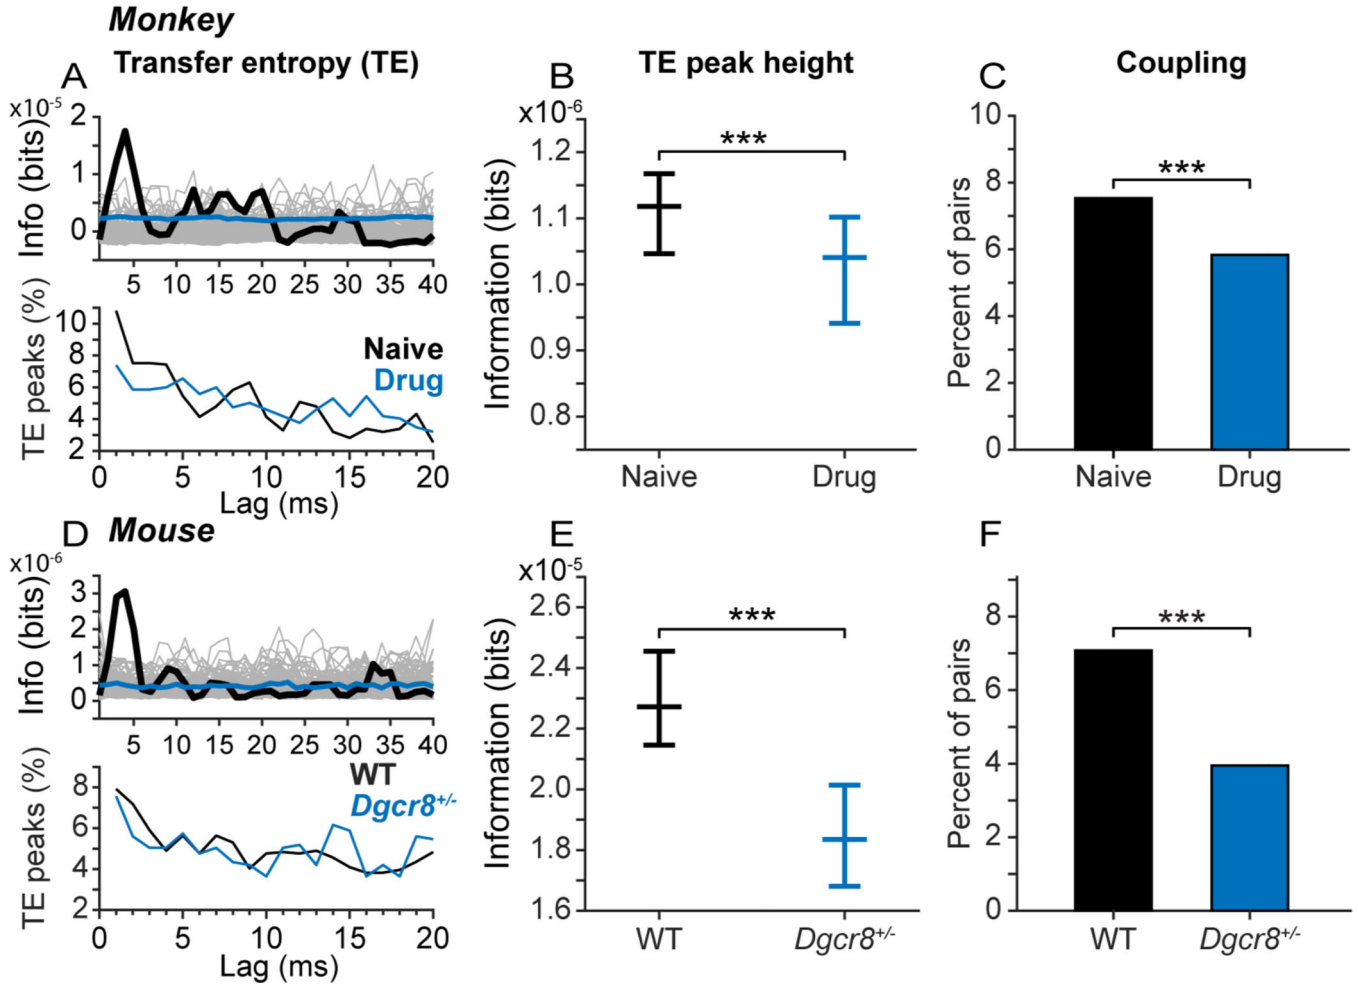 Monkey
A Transfer entropy (TE)
x10-5
Info (bits)
2
1
0
5 10 15 20 25 30 35 40
TE peaks (%)
10
8
6
4
2
Naive
Drug
0 5 10 15 20
Lag (ms)
B TE peak height
x10-6
Information (bits)
***
1.2
1.1
1.0
0.9
0.8
Naive Drug
C Coupling
Percent of pairs
***
10
8
6
4
2
0
Naive Drug
D Mouse
x10-6
Info (bits)
3
2
1
0
5 10 15 20 25 30 35 40
TE peaks (%)
8
6
4
2
WT
Dgcr8+/-
0 5 10 15 20
Lag (ms)
E
x10-5
Information (bits)
***
2.6
2.4
2.2
2.0
1.8
1.6
WT Dgcr8+/-
F
Percent of pairs
***
8
6
4
2
0
WT Dgcr8+/-